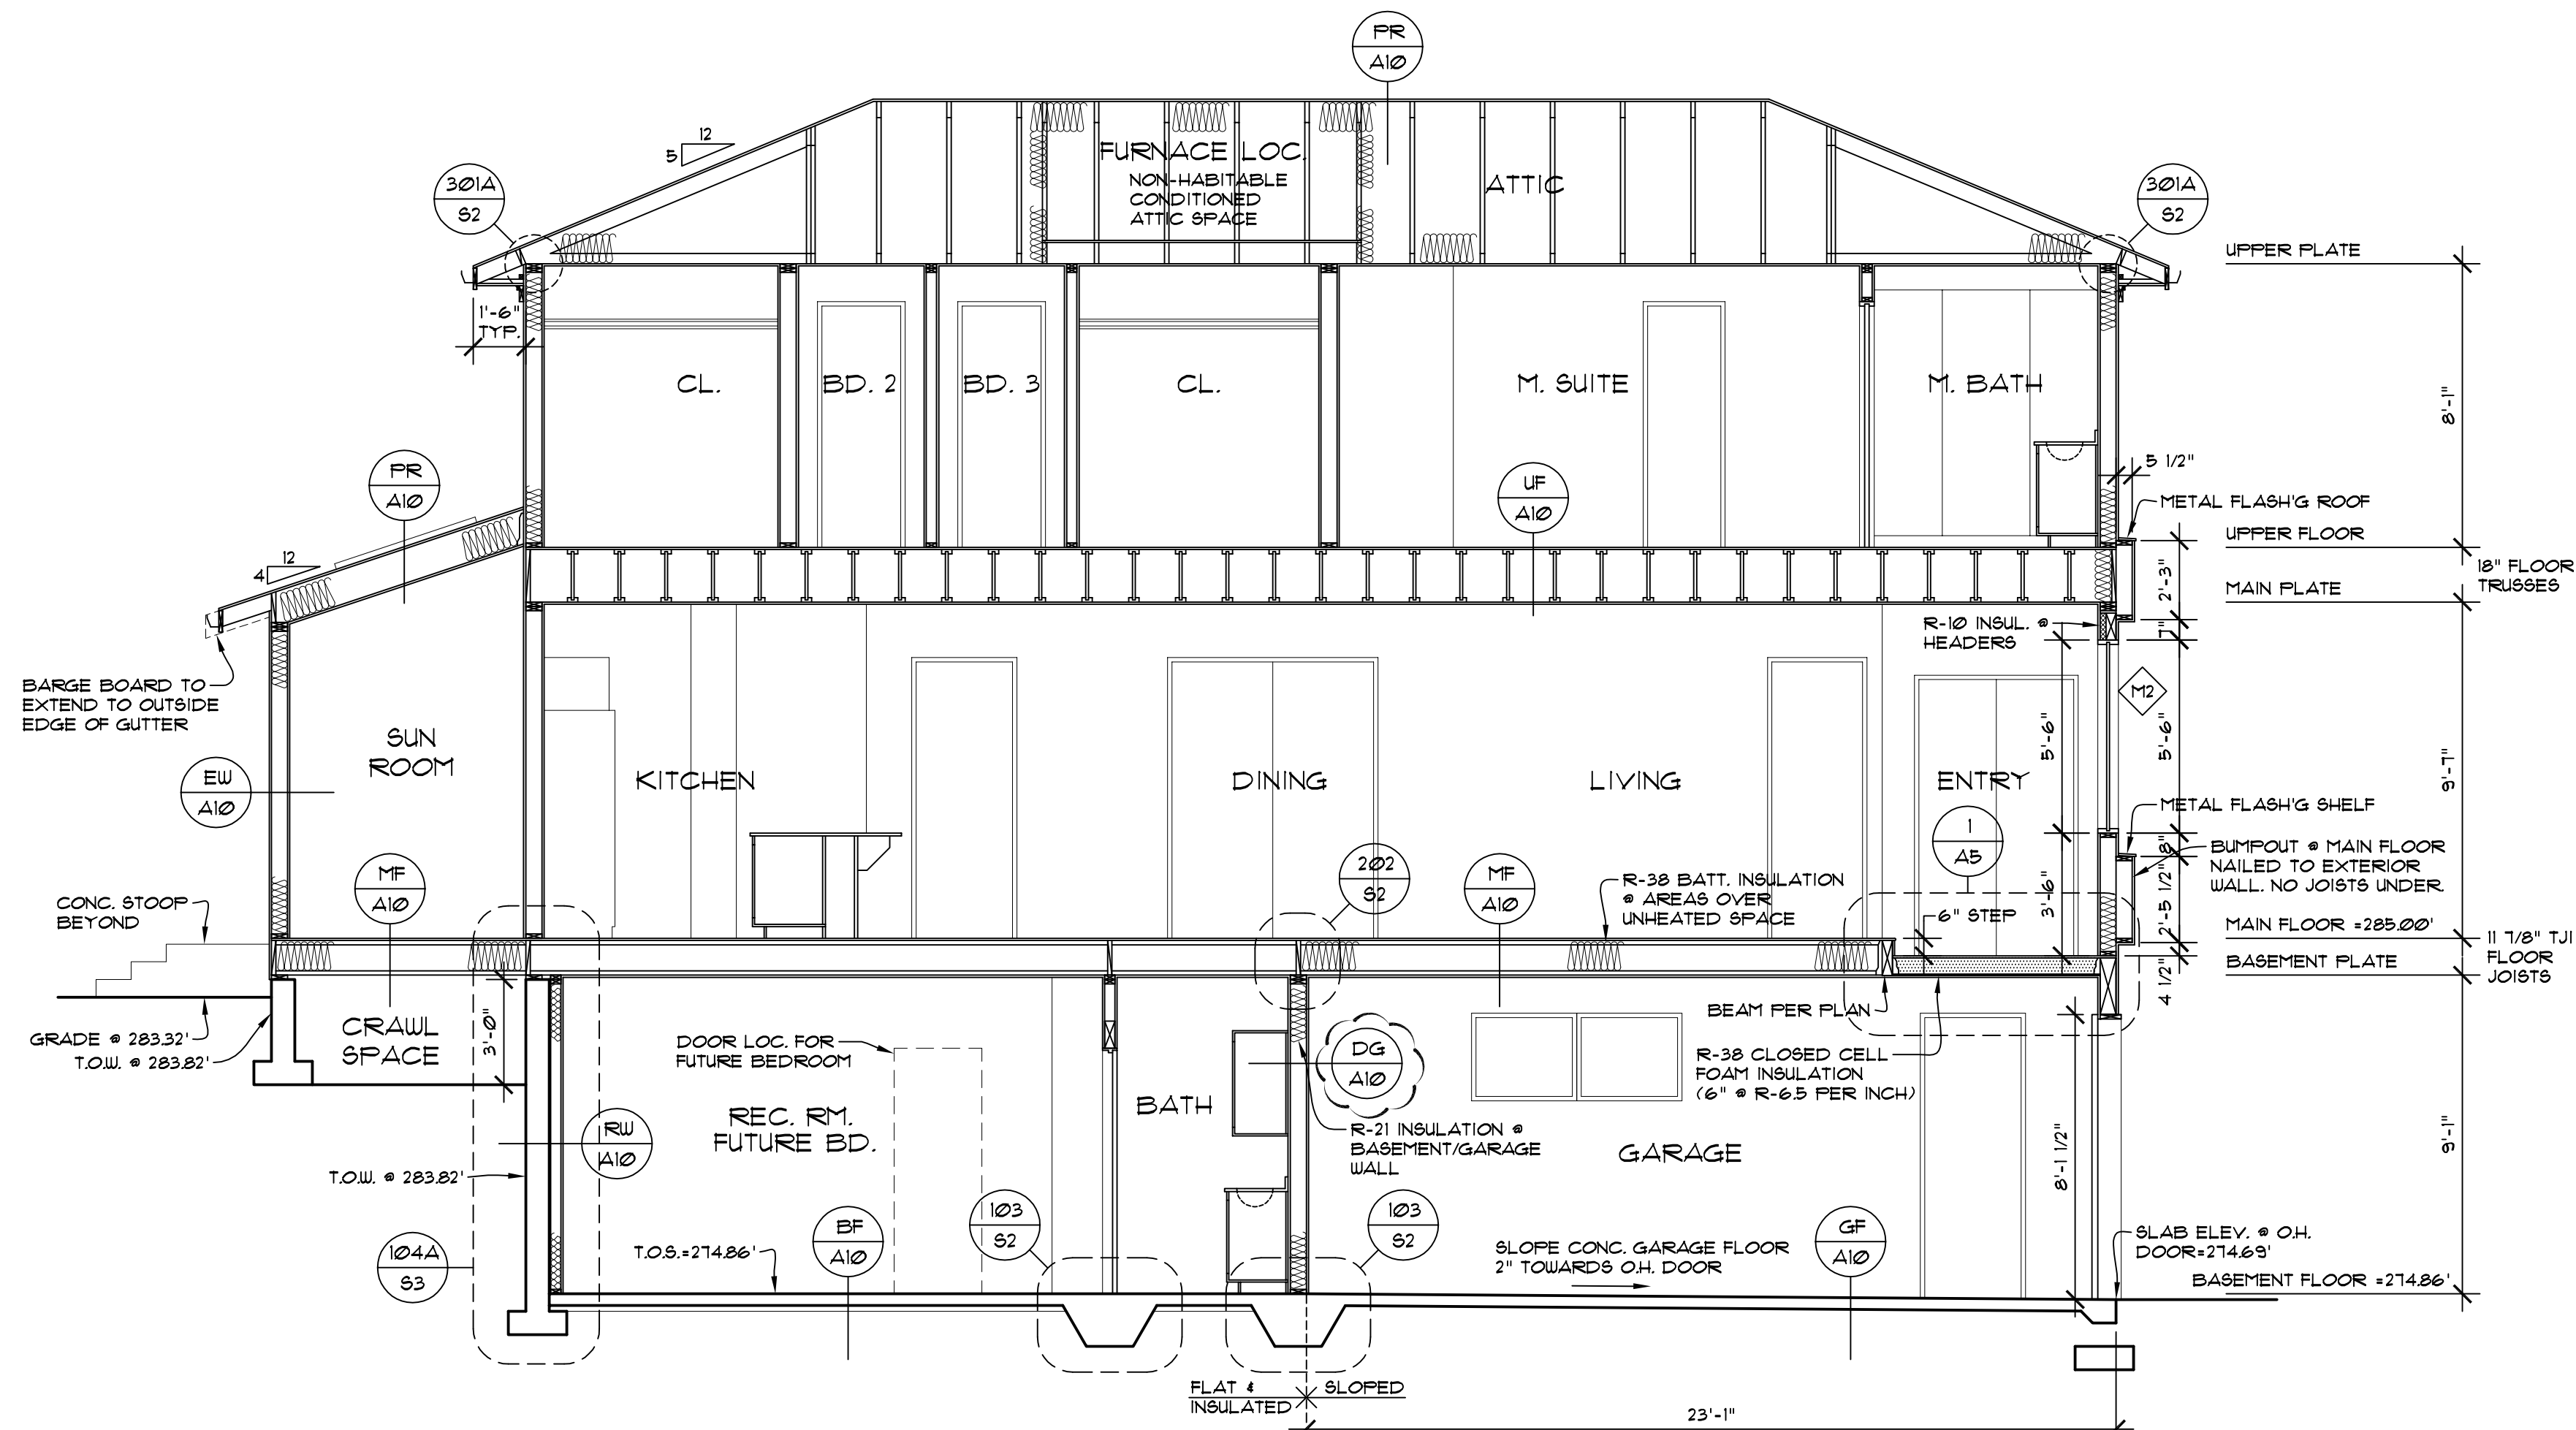 PR
A10
12
5
FURNACE LOC.
NON-HABITABLE
CONDITIONED
ATTIC SPACE
ATTIC
301A
S2
301A
S2
UPPER PLATE
1'-6"
TYP.
CL.
BD. 2
BD. 3
CL.
M. SUITE
M. BATH
8'-1"
5 1/2"
PR
A10
UF
A10
METAL FLASH'G ROOF
UPPER FLOOR
18" FLOOR
TRUSSES
12
4
2'-3"
MAIN PLATE
R-10 INSUL. @
HEADERS
7"
BARGE BOARD TO
EXTEND TO OUTSIDE
EDGE OF GUTTER
M2
SUN
ROOM
5'-6"
5'-6"
9'-7"
EW
A10
KITCHEN
DINING
LIVING
ENTRY
METAL FLASH'G SHELF
1
A5
8"
BUMPOUT @ MAIN FLOOR
NAILED TO EXTERIOR
WALL. NO JOISTS UNDER.
MF
A10
202
S2
MF
A10
R-38 BATT. INSULATION
@ AREAS OVER
UNHEATED SPACE
3'-6"
2'-5 1/2"
CONC. STOOP
BEYOND
6" STEP
MAIN FLOOR =285.00'
11 7/8" TJI
FLOOR
JOISTS
BASEMENT PLATE
4 1/2"
BEAM PER PLAN
GRADE @ 283.32'
T.O.W. @ 283.82'
CRAWL
SPACE
3'-0"
DOOR LOC. FOR
FUTURE BEDROOM
DG
A10
R-38 CLOSED CELL
FOAM INSULATION
(6" @ R-6.5 PER INCH)
REC. RM.
FUTURE BD.
BATH
RW
A10
R-21 INSULATION @
BASEMENT/GARAGE
WALL
GARAGE
8'-1 1/2"
9'-1"
T.O.W. @ 283.82'
104A
S3
T.O.S.=274.86'
BF
A10
103
S2
103
S2
SLOPE CONC. GARAGE FLOOR
2" TOWARDS O.H. DOOR
GF
A10
SLAB ELEV. @ O.H.
DOOR=274.69'
BASEMENT FLOOR =274.86'
FLAT &
INSULATED
SLOPED
23'-1"